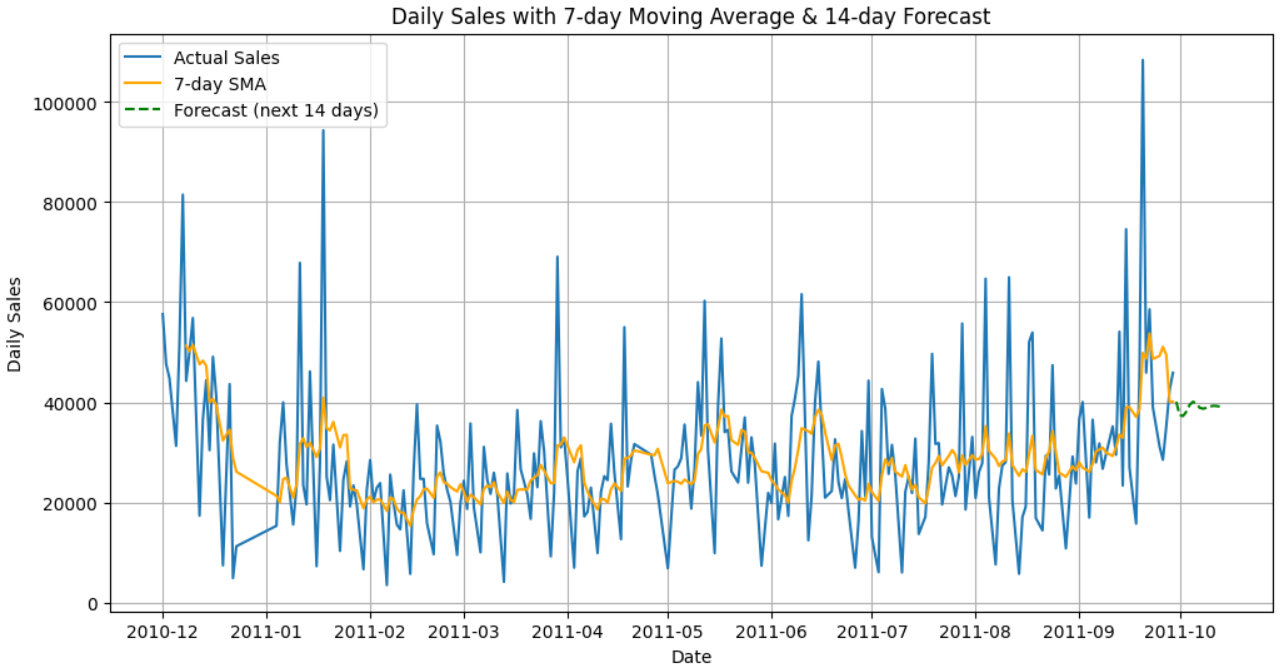 Daily Sales with 7-day Moving Average & 14-day Forecast
Actual Sales
7-day SMA
Forecast (next 14 days)
Daily Sales
100000
80000
60000
40000
20000
0
2010-12 2011-01 2011-02 2011-03 2011-04 2011-05 2011-06 2011-07 2011-08 2011-09 2011-10
Date